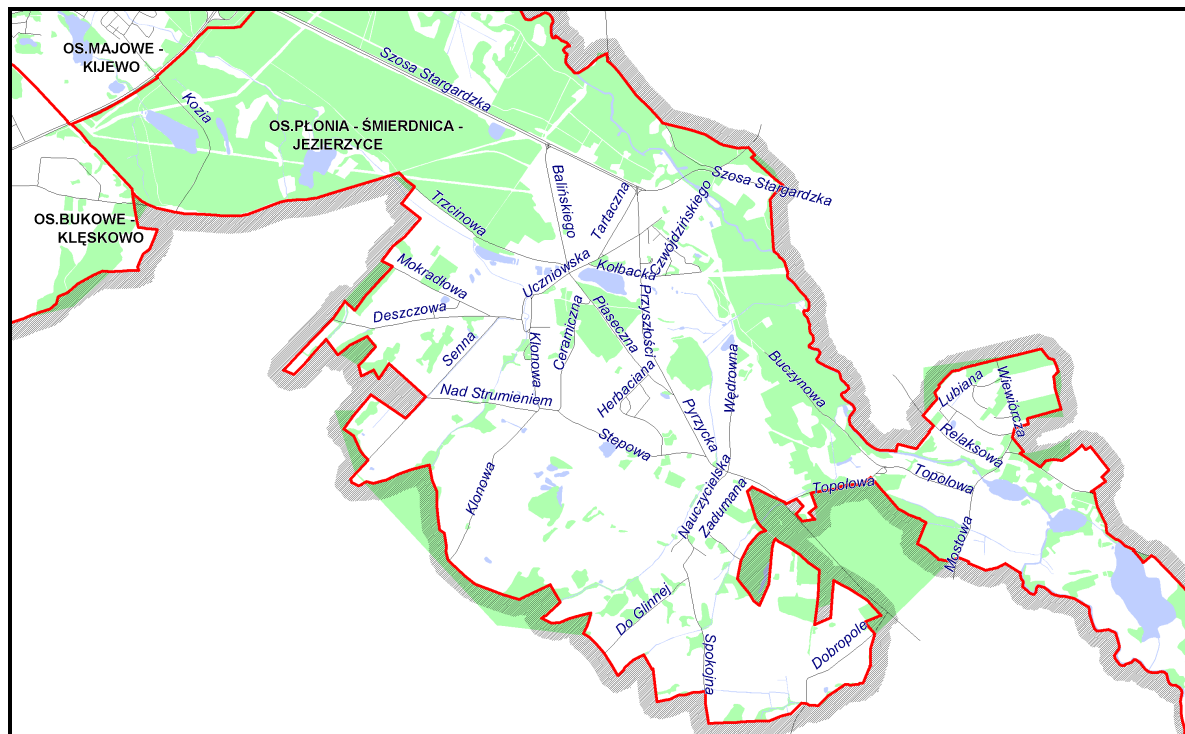 OS.MAJOWE -
KIJEWO
Szosa Stargardzka
Kozia
OS.PŁONIA - ŚMIERDNICA -
JEZIERZYCE
Szosa Stargardzka
Trzcinowa
Balińskiego
Tartaczna
Czwójdzińskiego
OS.BUKOWE -
KLĘSKOWO
Mokradłowa
Uczniowska
Kołbacka
Deszczowa
Piaseczna
Przyszłości
Senna
Klonowa
Ceramiczna
Wędrowna
Buczynowa
Herbaciana
Lubiana
Wiewiórcza
Nad Strumieniem
Pyrzycka
Relaksowa
Stepowa
Klonowa
Nauczycielska
Zadumana
Topolowa
Topolowa
Mostowa
Do Glinnej
Spokojna
Dobropole